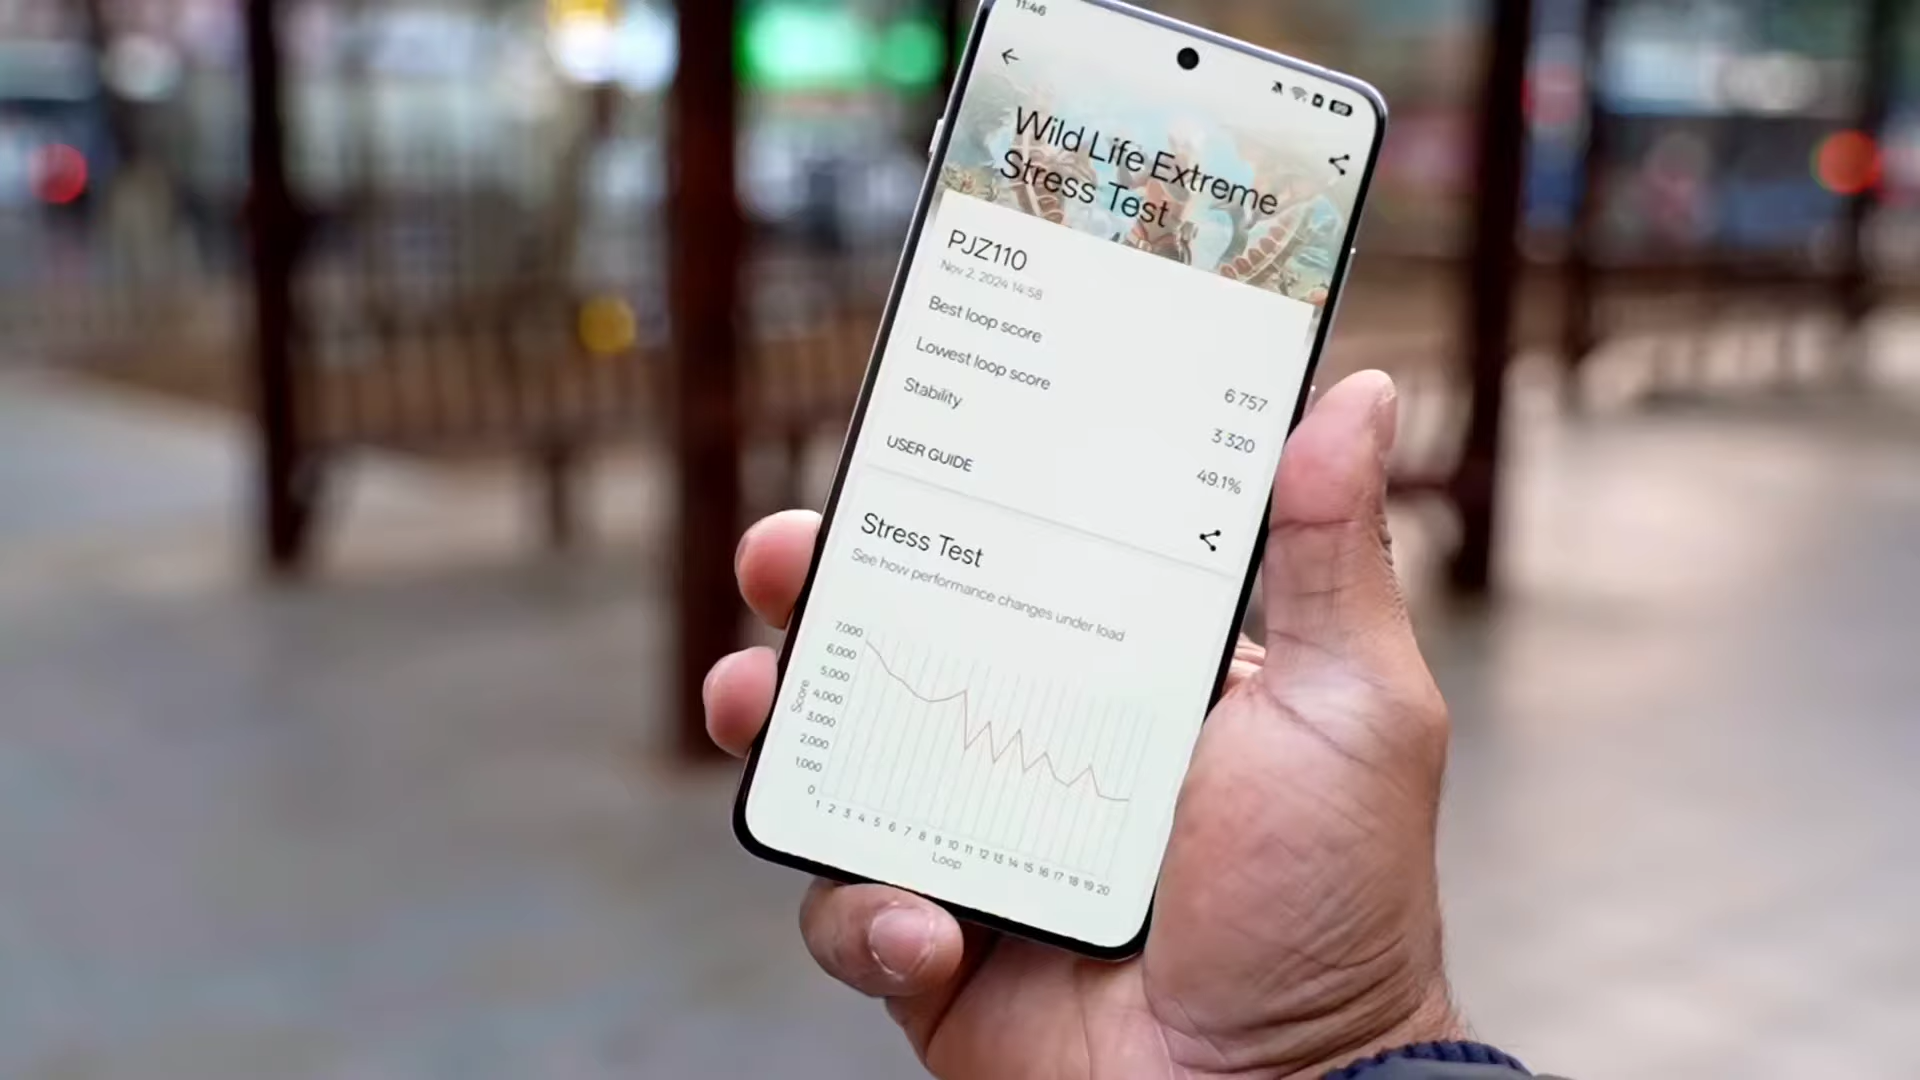 11:46
Wild Life Extreme
Stress Test
PJZ110
Nov 2, 2024 14:58
Best loop score
6 757
Lowest loop score
3 320
Stability
49.1%
USER GUIDE
Stress Test
See how performance changes under load
7,000
6,000
5,000
4,000
3,000
2,000
1,000
0
Score
1 2 3 4 5 6 7 8 9 10 11 12 13 14 15 16 17 18 19 20
Loop